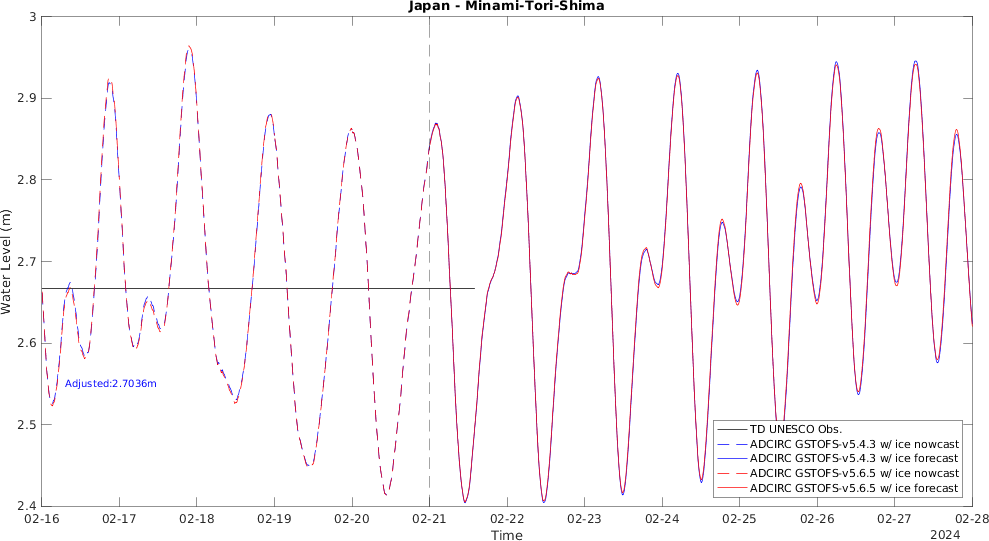 Japan - Minami-Tori-Shima
Water Level (m)
3
2.9
2.8
2.7
2.6
2.5
2.4
Adjusted:2.7036m
TD UNESCO Obs.
ADCIRC GSTOFS-v5.4.3 w/ ice nowcast
ADCIRC GSTOFS-v5.4.3 w/ ice forecast
ADCIRC GSTOFS-v5.6.5 w/ ice nowcast
ADCIRC GSTOFS-v5.6.5 w/ ice forecast
02-16 02-17 02-18 02-19 02-20 02-21 02-22 02-23 02-24 02-25 02-26 02-27 02-28
Time
2024